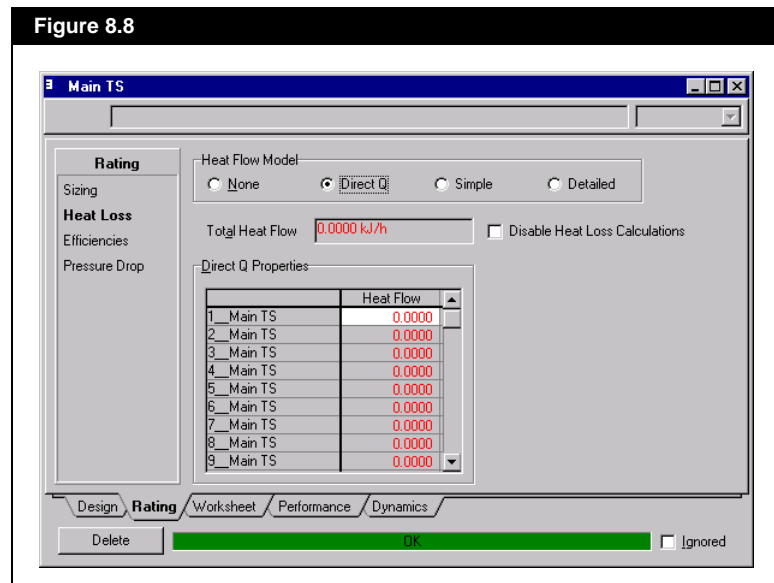 Figure 8.8
Main TS
Rating
Sizing
Heat Loss
Efficiencies
Pressure Drop
Heat Flow Model
None Direct Q Simple Detailed
Total Heat Flow 0.0000 kJ/h Disable Heat Loss Calculations
Direct Q Properties
Heat Flow
1__Main TS 0.0000
2__Main TS 0.0000
3__Main TS 0.0000
4__Main TS 0.0000
5__Main TS 0.0000
6__Main TS 0.0000
7__Main TS 0.0000
8__Main TS 0.0000
9__Main TS 0.0000
Design Rating Worksheet Performance Dynamics
Delete OK Ignored